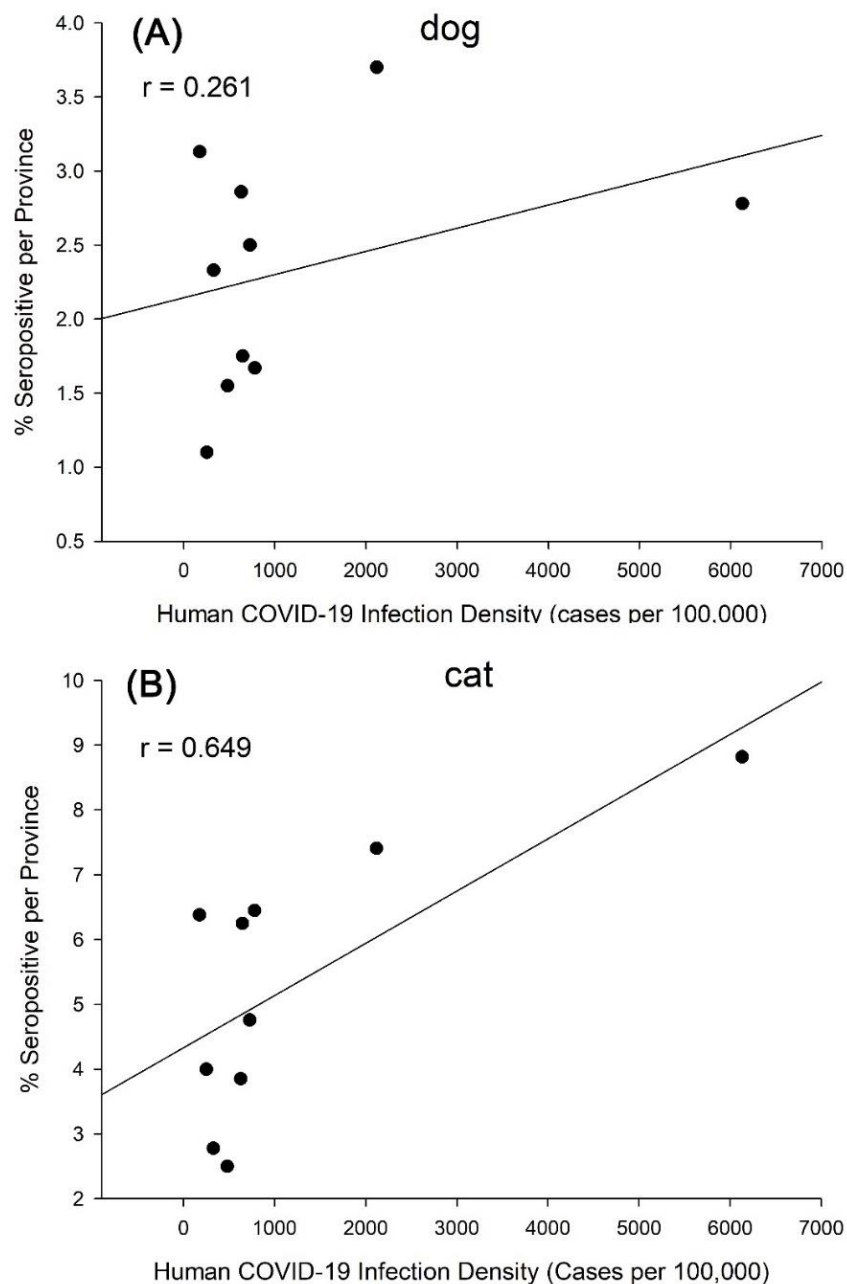 (A) dog
r = 0.261
4.0
3.5
3.0
2.5
2.0
1.5
1.0
0.5
% Seropositive per Province
0 1000 2000 3000 4000 5000 6000 7000
Human COVID-19 Infection Density (cases per 100,000)
(B) cat
r = 0.649
10
9
8
7
6
5
4
3
2
% Seropositive per Province
0 1000 2000 3000 4000 5000 6000 7000
Human COVID-19 Infection Density (Cases per 100,000)